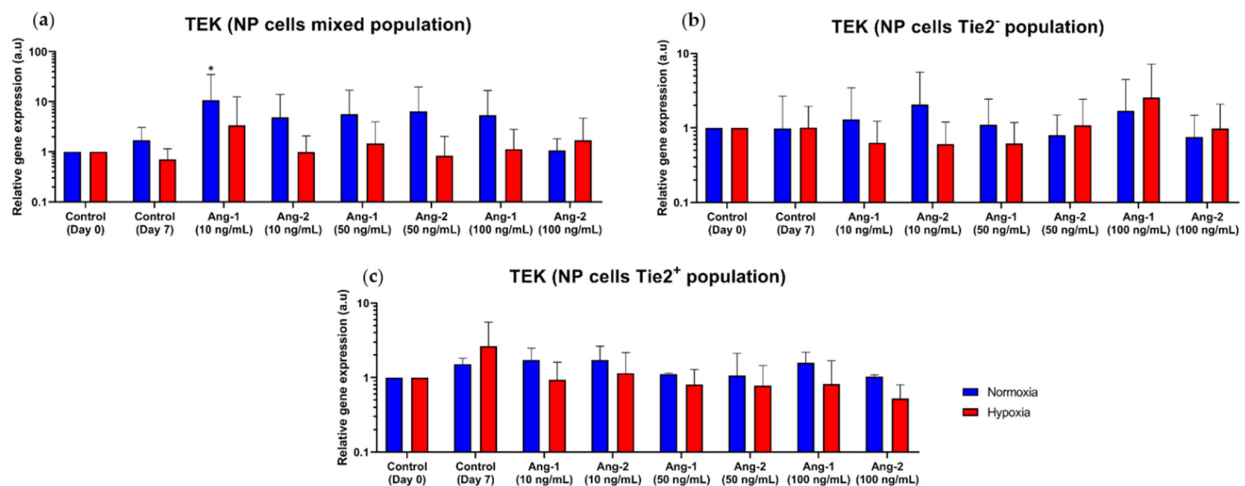 (a)
TEK (NP cells mixed population)
Relative gene expression (a.u)
100
10
1
0.1
*
Control
(Day 0)
Control
(Day 7)
Ang-1
(10 ng/mL)
Ang-2
(10 ng/mL)
Ang-1
(50 ng/mL)
Ang-2
(50 ng/mL)
Ang-1
(100 ng/mL)
Ang-2
(100 ng/mL)
(b)
TEK (NP cells Tie2⁻ population)
Relative gene expression (a.u)
10
1
0.1
Control
(Day 0)
Control
(Day 7)
Ang-1
(10 ng/mL)
Ang-2
(10 ng/mL)
Ang-1
(50 ng/mL)
Ang-2
(50 ng/mL)
Ang-1
(100 ng/mL)
Ang-2
(100 ng/mL)
(c)
TEK (NP cells Tie2⁺ population)
Relative gene expression (a.u)
10
1
0.1
Control
(Day 0)
Control
(Day 7)
Ang-1
(10 ng/mL)
Ang-2
(10 ng/mL)
Ang-1
(50 ng/mL)
Ang-2
(50 ng/mL)
Ang-1
(100 ng/mL)
Ang-2
(100 ng/mL)
Normoxia
Hypoxia